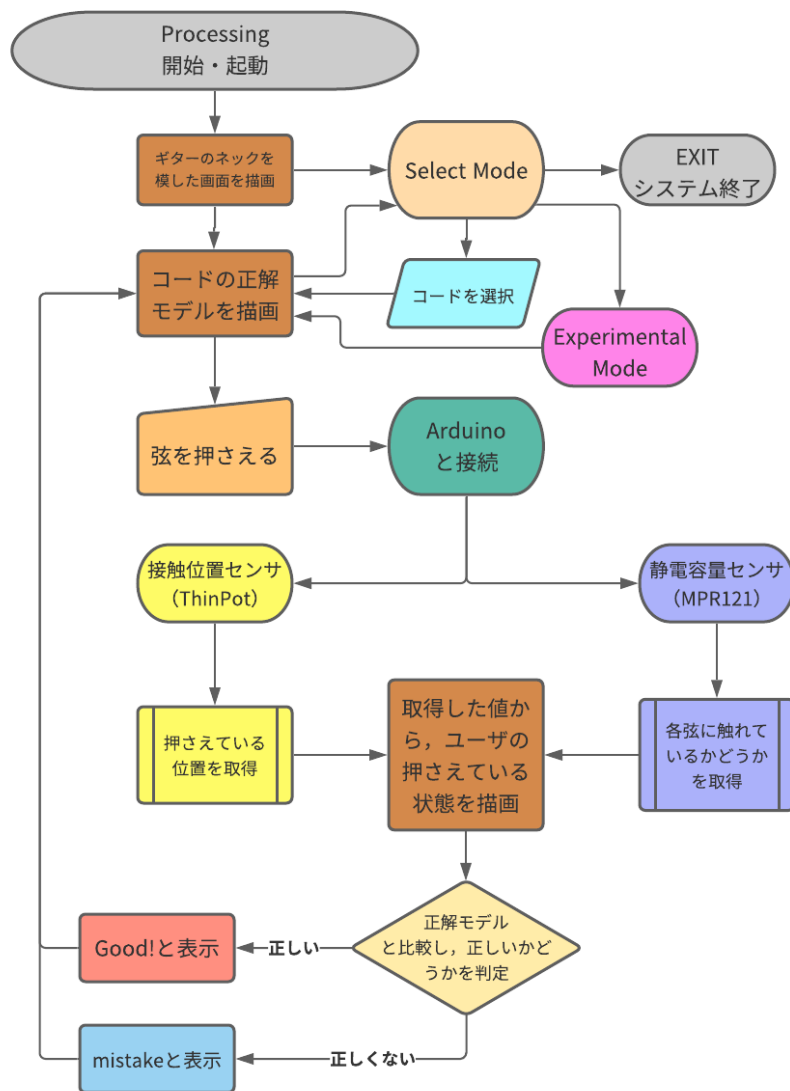 Processing
開始・起動
ギターのネックを
模した画面を描画
Select Mode
EXIT
システム終了
コードの正解
モデルを描画
コードを選択
Experimental
Mode
弦を押さえる
Arduino
と接続
接触位置センサ
（ThinPot）
静電容量センサ
（MPR121）
押さえている
位置を取得
取得した値か
ら，ユーザの
押さえている
状態を描画
各弦に触れて
いるかどうか
を取得
正解モデル
と比較し，正しいかど
うかを判定
正しい
Good!と表示
正しくない
mistakeと表示